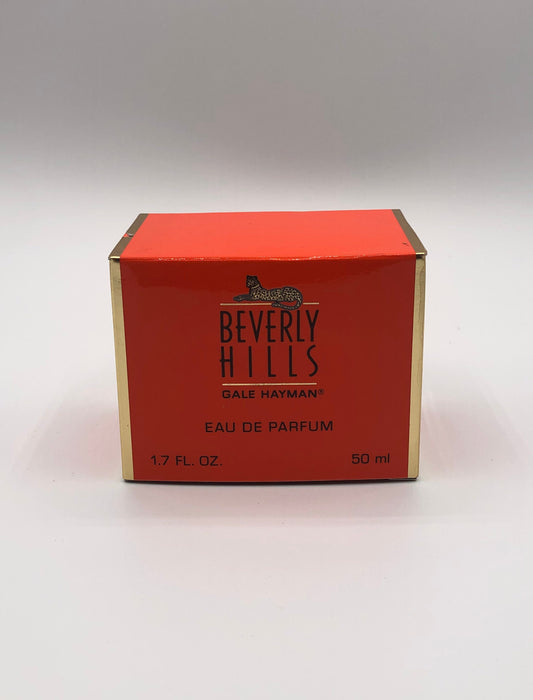 BEVERLY
HILLS
GALE HAYMAN®
EAU DE PARFUM
1.7 FL. OZ. 50 ml